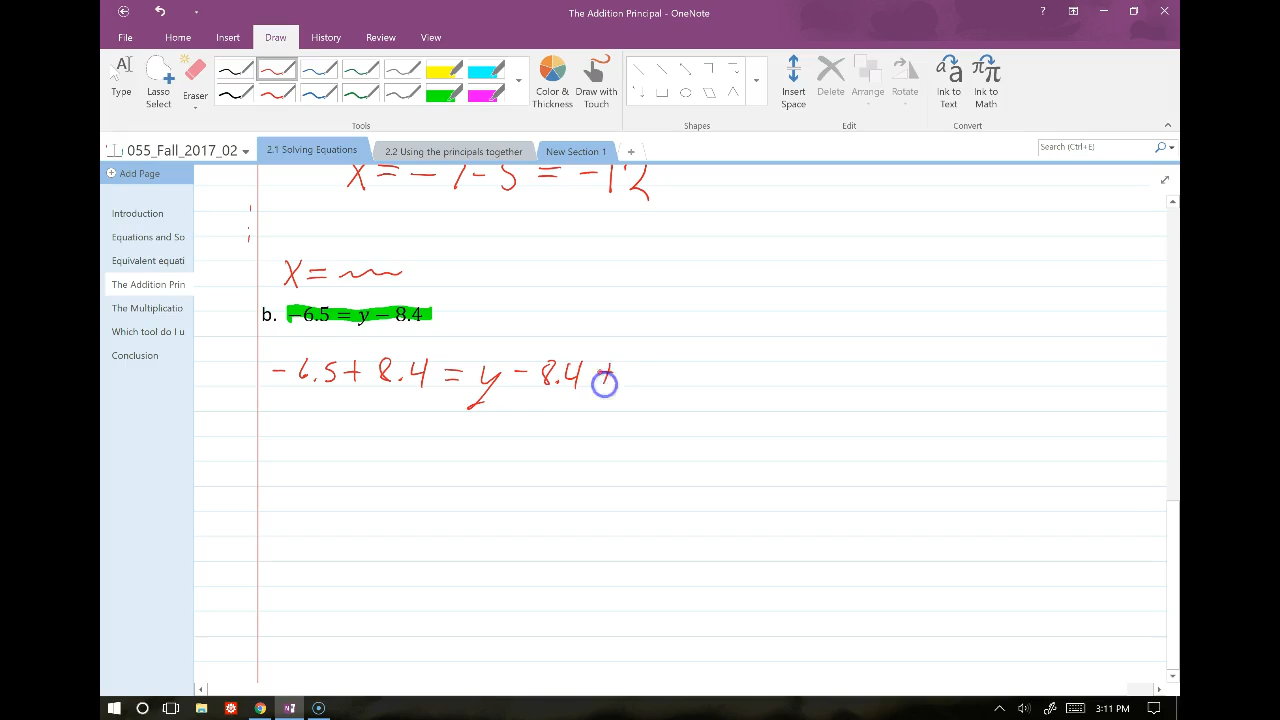 The Addition Principal - OneNote
?
File Home Insert Draw History Review View
Type
Lasso Select
Eraser
Color & Thickness
Draw with Touch
Insert Space
Delete
Arrange
Rotate
Ink to Text
Ink to Math
Tools Shapes Edit Convert
055_Fall_2017_02 2.1 Solving Equations 2.2 Using the principals together New Section 1 + Search (Ctrl+E)
Add Page
Introduction
Equations and So
Equivalent equati
The Addition Prin
The Multiplicatio
Which tool do I u
Conclusion
x = - 7 - 5 = -12
x =
b. −6.5 = y − 8.4
-6.5 + 8.4 = y - 8.4 +
3:11 PM